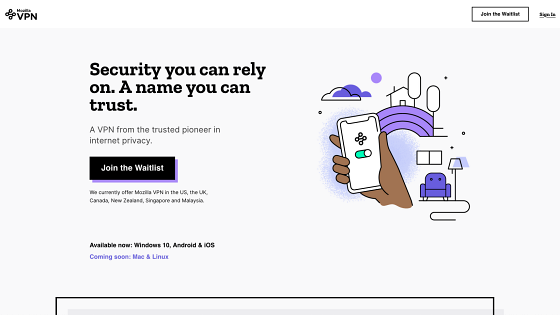 Mozilla
VPN
Join the Waitlist
Sign In
Security you can rely
on. A name you can
trust.
A VPN from the trusted pioneer in
internet privacy.
Join the Waitlist
We currently offer Mozilla VPN in the US, the UK,
Canada, New Zealand, Singapore and Malaysia.
Available now: Windows 10, Android & iOS
Coming soon: Mac & Linux